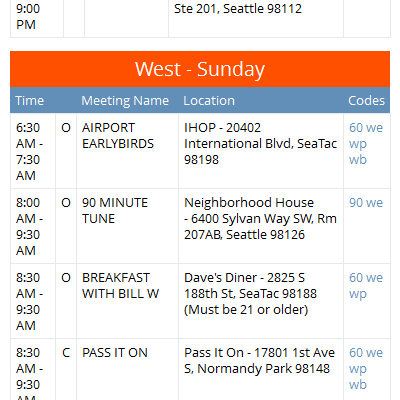 9:00
PM
Ste 201, Seattle 98112
West - Sunday
Time Meeting Name Location Codes
6:30 O AIRPORT IHOP - 20402 60 we
AM - EARLYBIRDS International Blvd, SeaTac wp
7:30 98198 wb
AM
8:00 O 90 MINUTE Neighborhood House 90 we
AM - TUNE - 6400 Sylvan Way SW, Rm
9:30 207AB, Seattle 98126
AM
8:30 O BREAKFAST Dave's Diner - 2825 S 60 we
AM - WITH BILL W 188th St, SeaTac 98188 wp
9:30 (Must be 21 or older)
AM
8:30 C PASS IT ON Pass It On - 17801 1st Ave 60 we
AM - S, Normandy Park 98148 wp
9:30 wb
AM